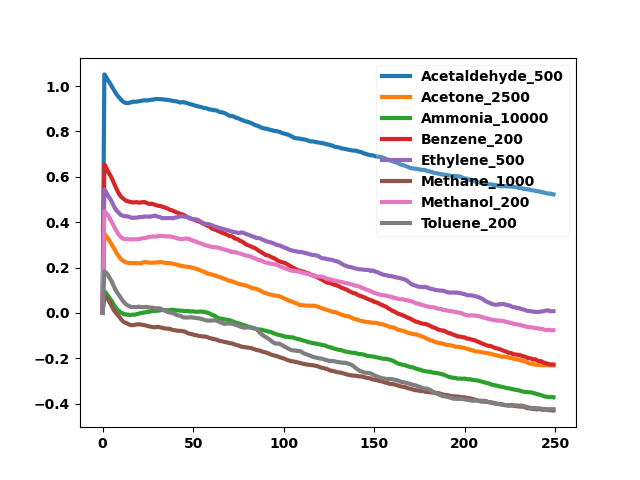 1.0
0.8
0.6
0.4
0.2
0.0
−0.2
−0.4
0 50 100 150 200 250
Acetaldehyde_500
Acetone_2500
Ammonia_10000
Benzene_200
Ethylene_500
Methane_1000
Methanol_200
Toluene_200